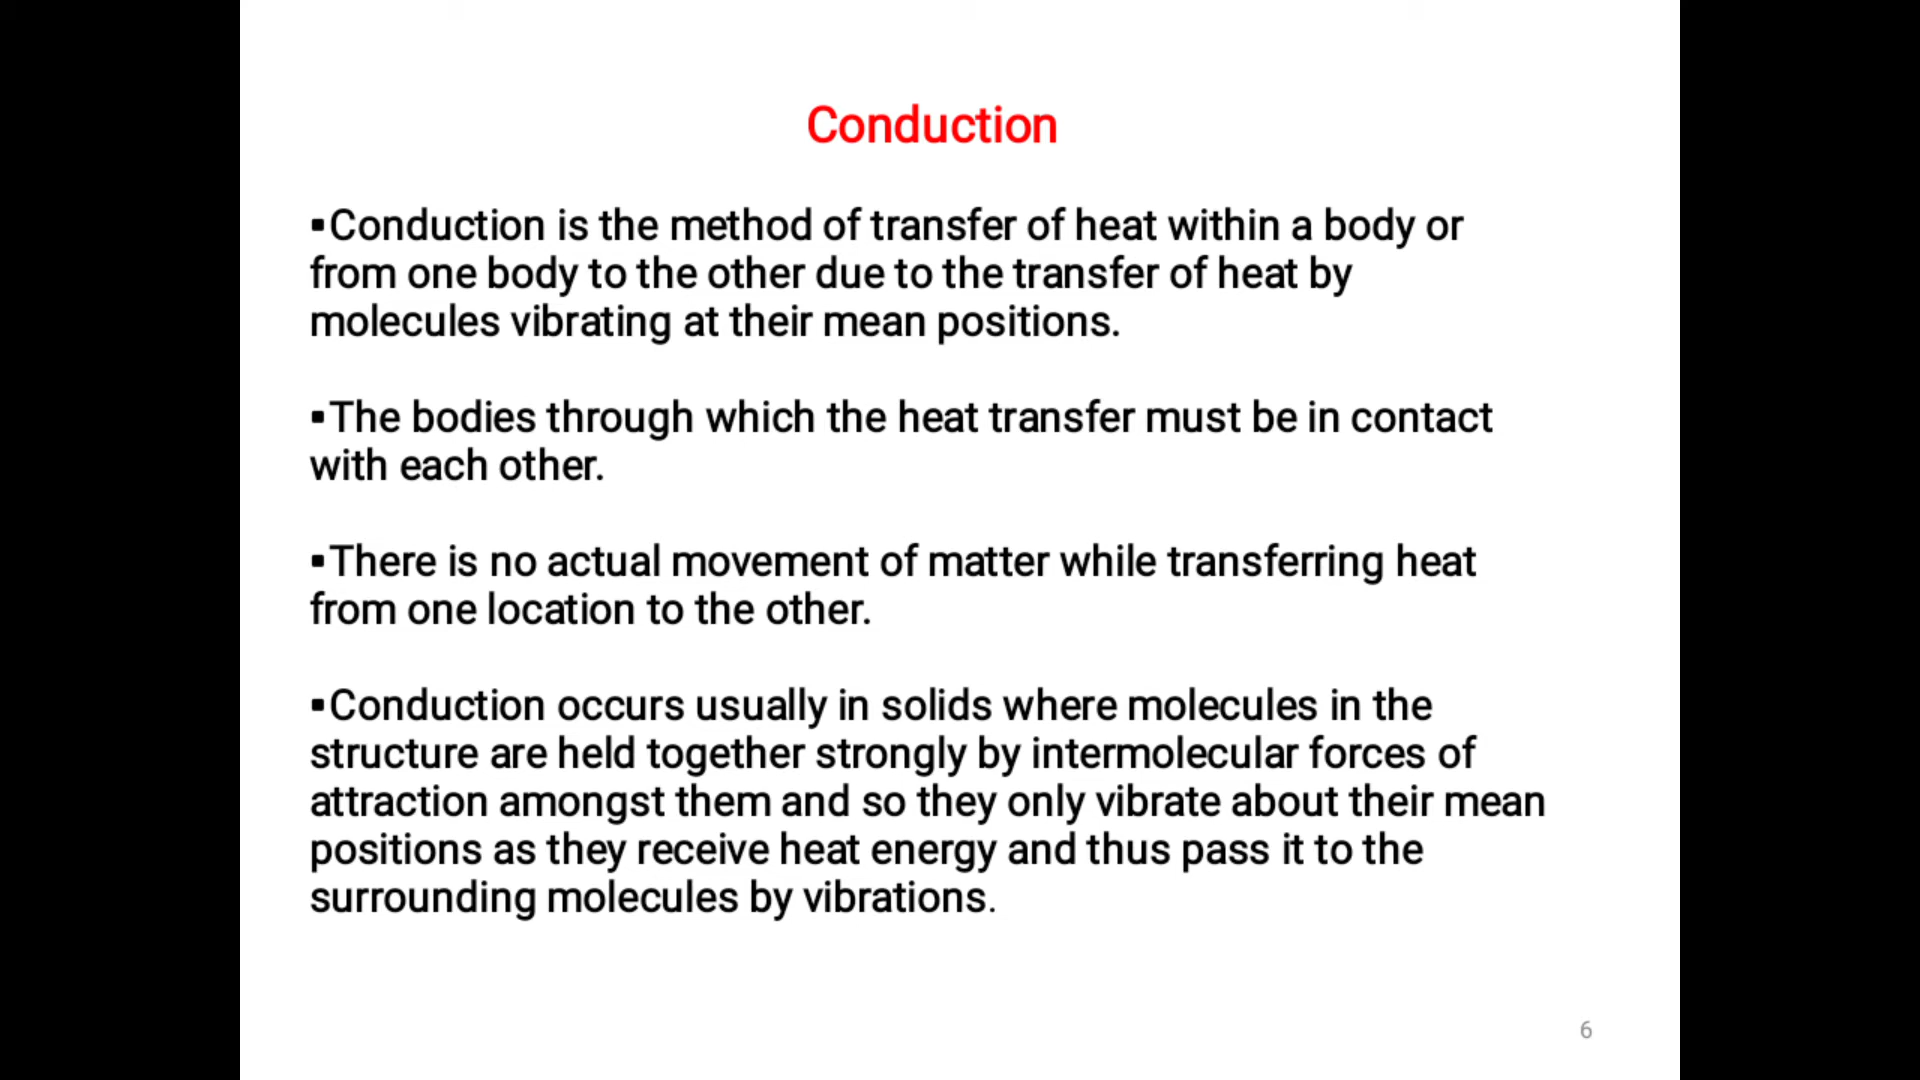 Conduction
▪Conduction is the method of transfer of heat within a body or
from one body to the other due to the transfer of heat by
molecules vibrating at their mean positions.
▪The bodies through which the heat transfer must be in contact
with each other.
▪There is no actual movement of matter while transferring heat
from one location to the other.
▪Conduction occurs usually in solids where molecules in the
structure are held together strongly by intermolecular forces of
attraction amongst them and so they only vibrate about their mean
positions as they receive heat energy and thus pass it to the
surrounding molecules by vibrations.
6